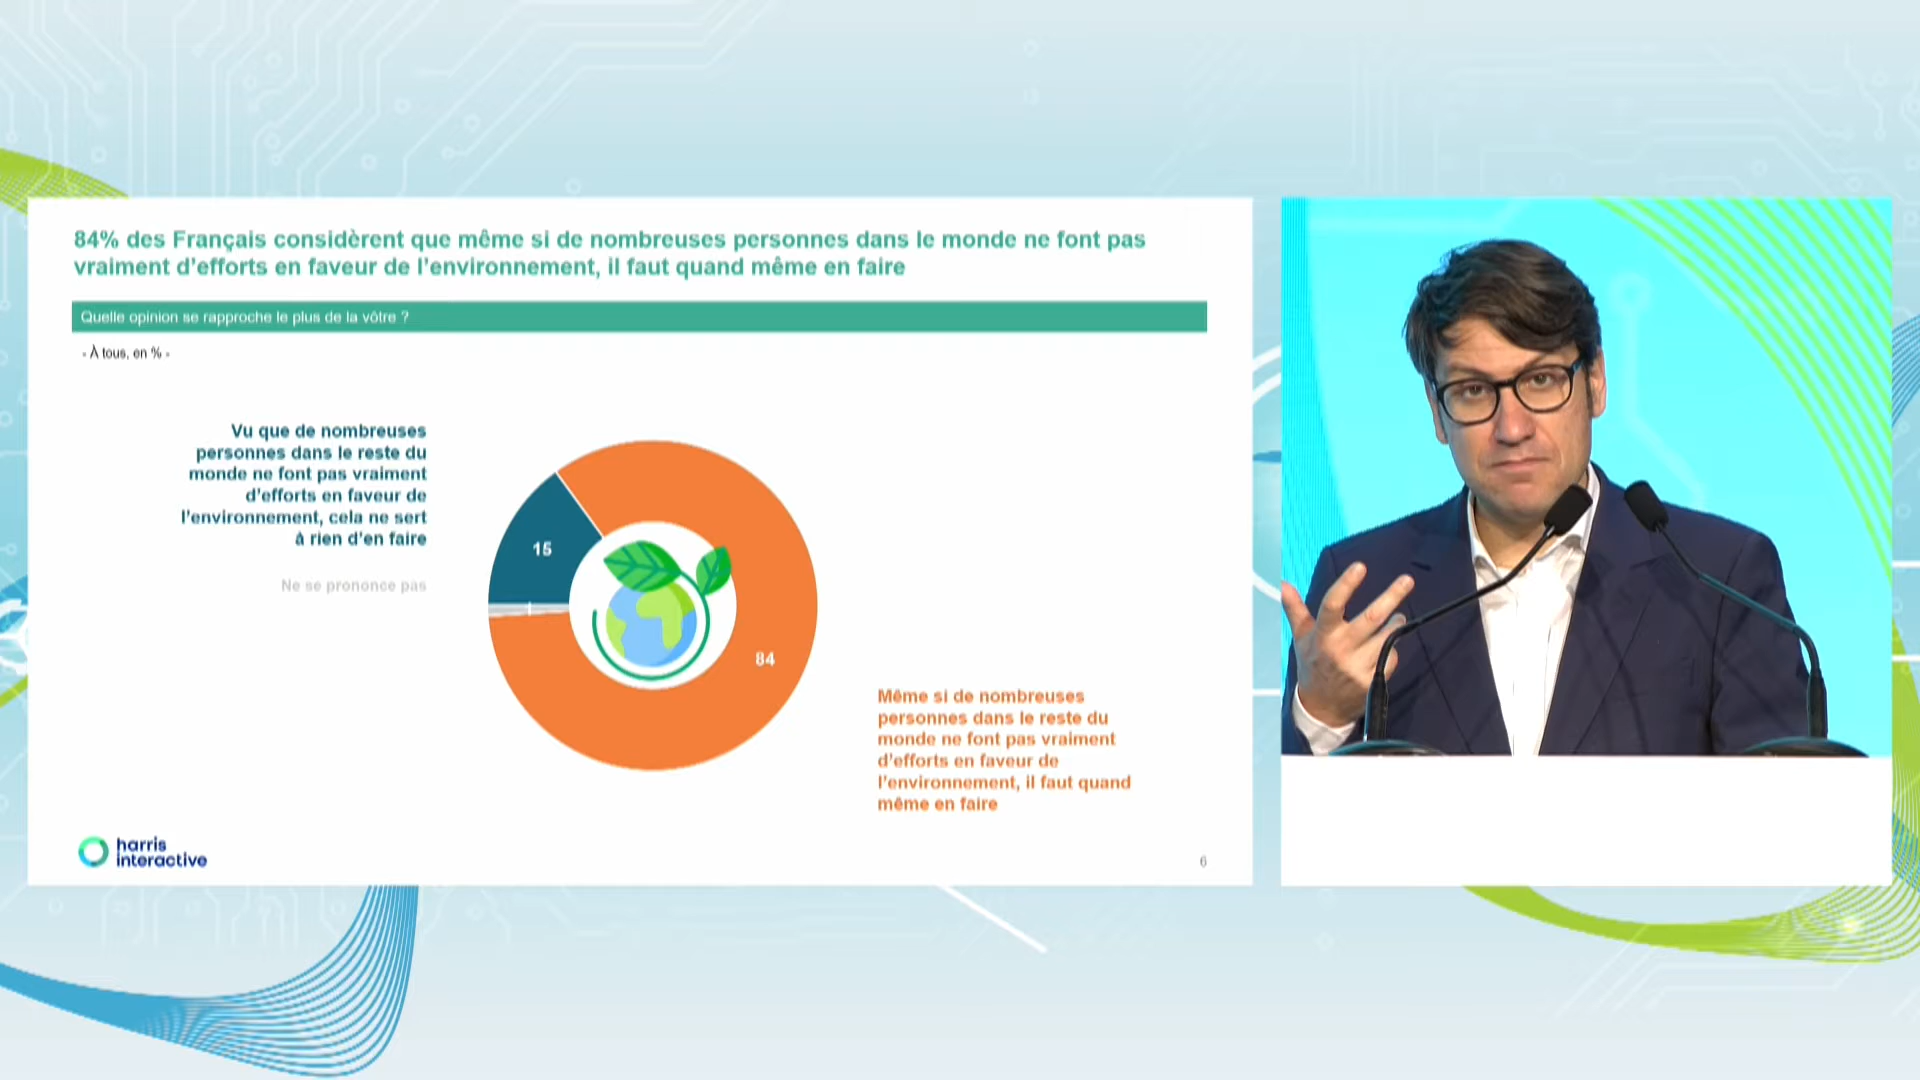 84% des Français considèrent que même si de nombreuses personnes dans le monde ne font pas
vraiment d’efforts en faveur de l’environnement, il faut quand même en faire
Quelle opinion se rapproche le plus de la vôtre ?
- À tous, en % -
Vu que de nombreuses
personnes dans le reste du
monde ne font pas vraiment
d’efforts en faveur de
l’environnement, cela ne sert
à rien d’en faire
Ne se prononce pas
15
1
84
Même si de nombreuses
personnes dans le reste du
monde ne font pas vraiment
d’efforts en faveur de
l’environnement, il faut quand
même en faire
harris
interactive
6